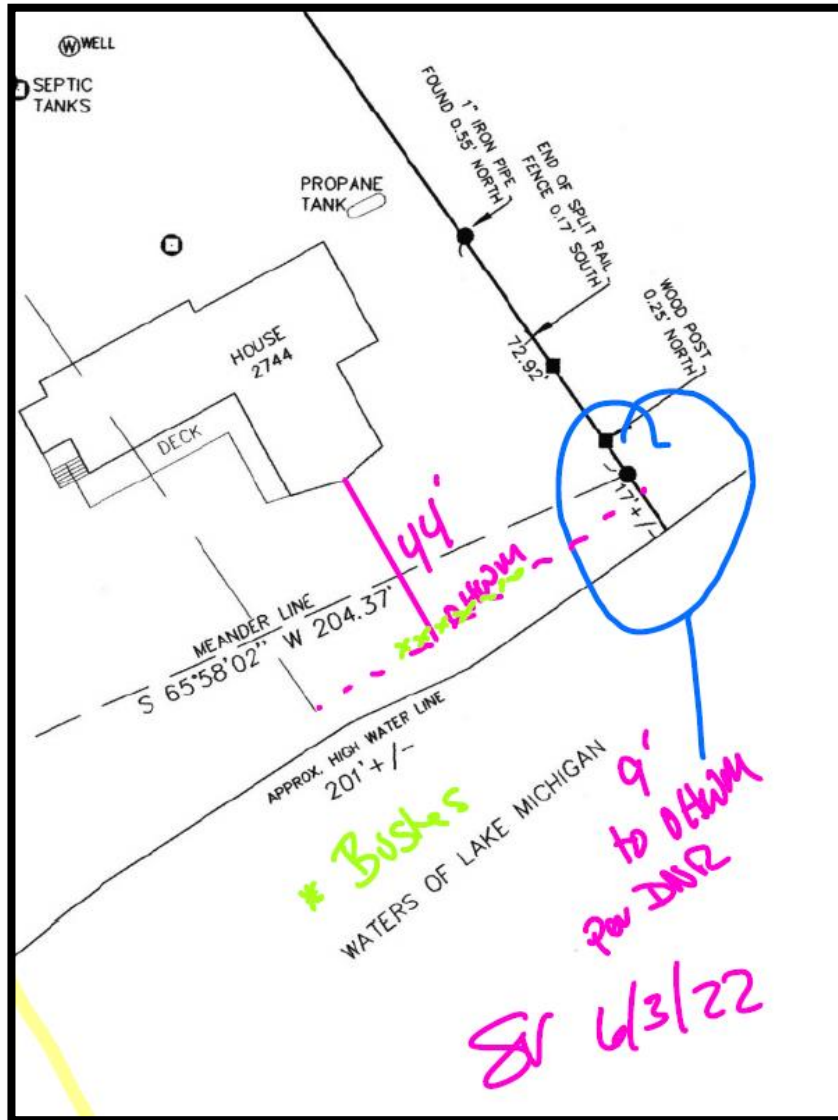 W WELL
SEPTIC
TANKS
PROPANE
TANK
1" IRON PIPE
FOUND 0.55' NORTH
END OF SPLIT RAIL
FENCE 0.17' SOUTH
WOOD POST
0.25' NORTH
72.92'
HOUSE
2744
DECK
17'+/-
44'
OHWM
MEANDER LINE
S 65°58'02" W 204.37'
APPROX. HIGH WATER LINE
201'+/-
* Bushes
WATERS OF LAKE MICHIGAN
9'
to OHWM
per DNR
SV 6/3/22